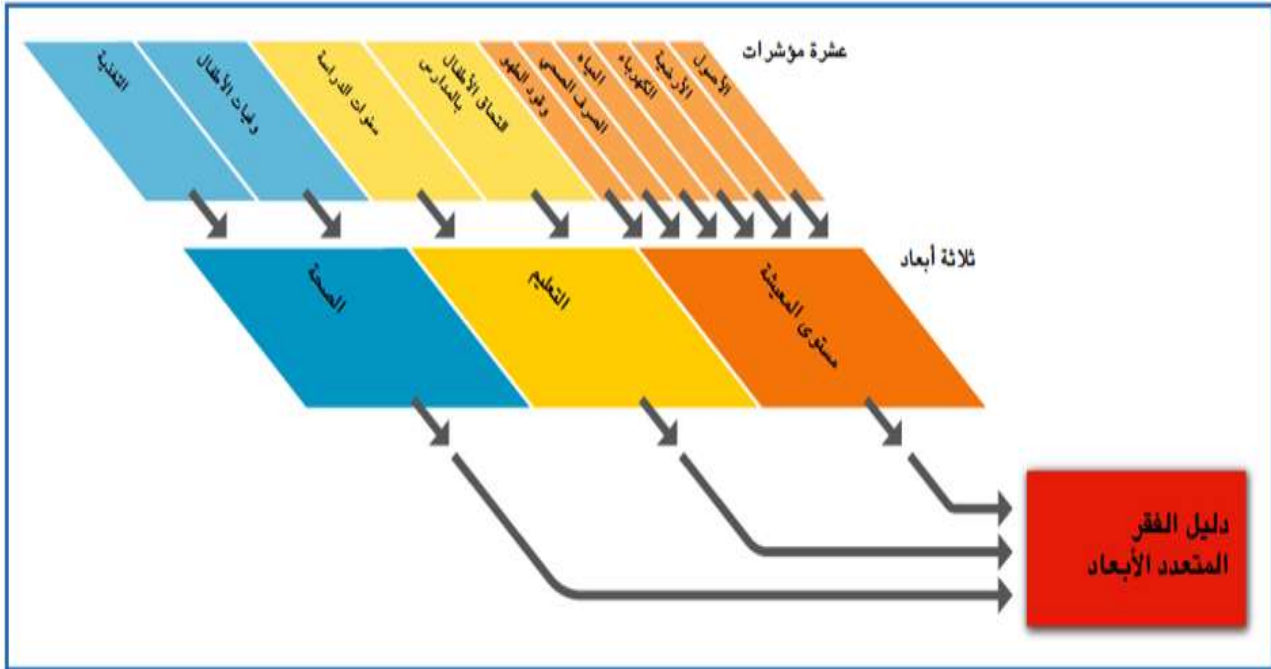 عشرة مؤشرات
الأصول
الأرضية
الكهرباء
المياه
الصرف الصحي
وقود الطهو
التحاق الأطفال
بالمدارس
سنوات الدراسة
وفيات الأطفال
التغذية
ثلاثة أبعاد
مستوى المعيشة
التعليم
الصحة
دليل الفقر
المتعدد الأبعاد